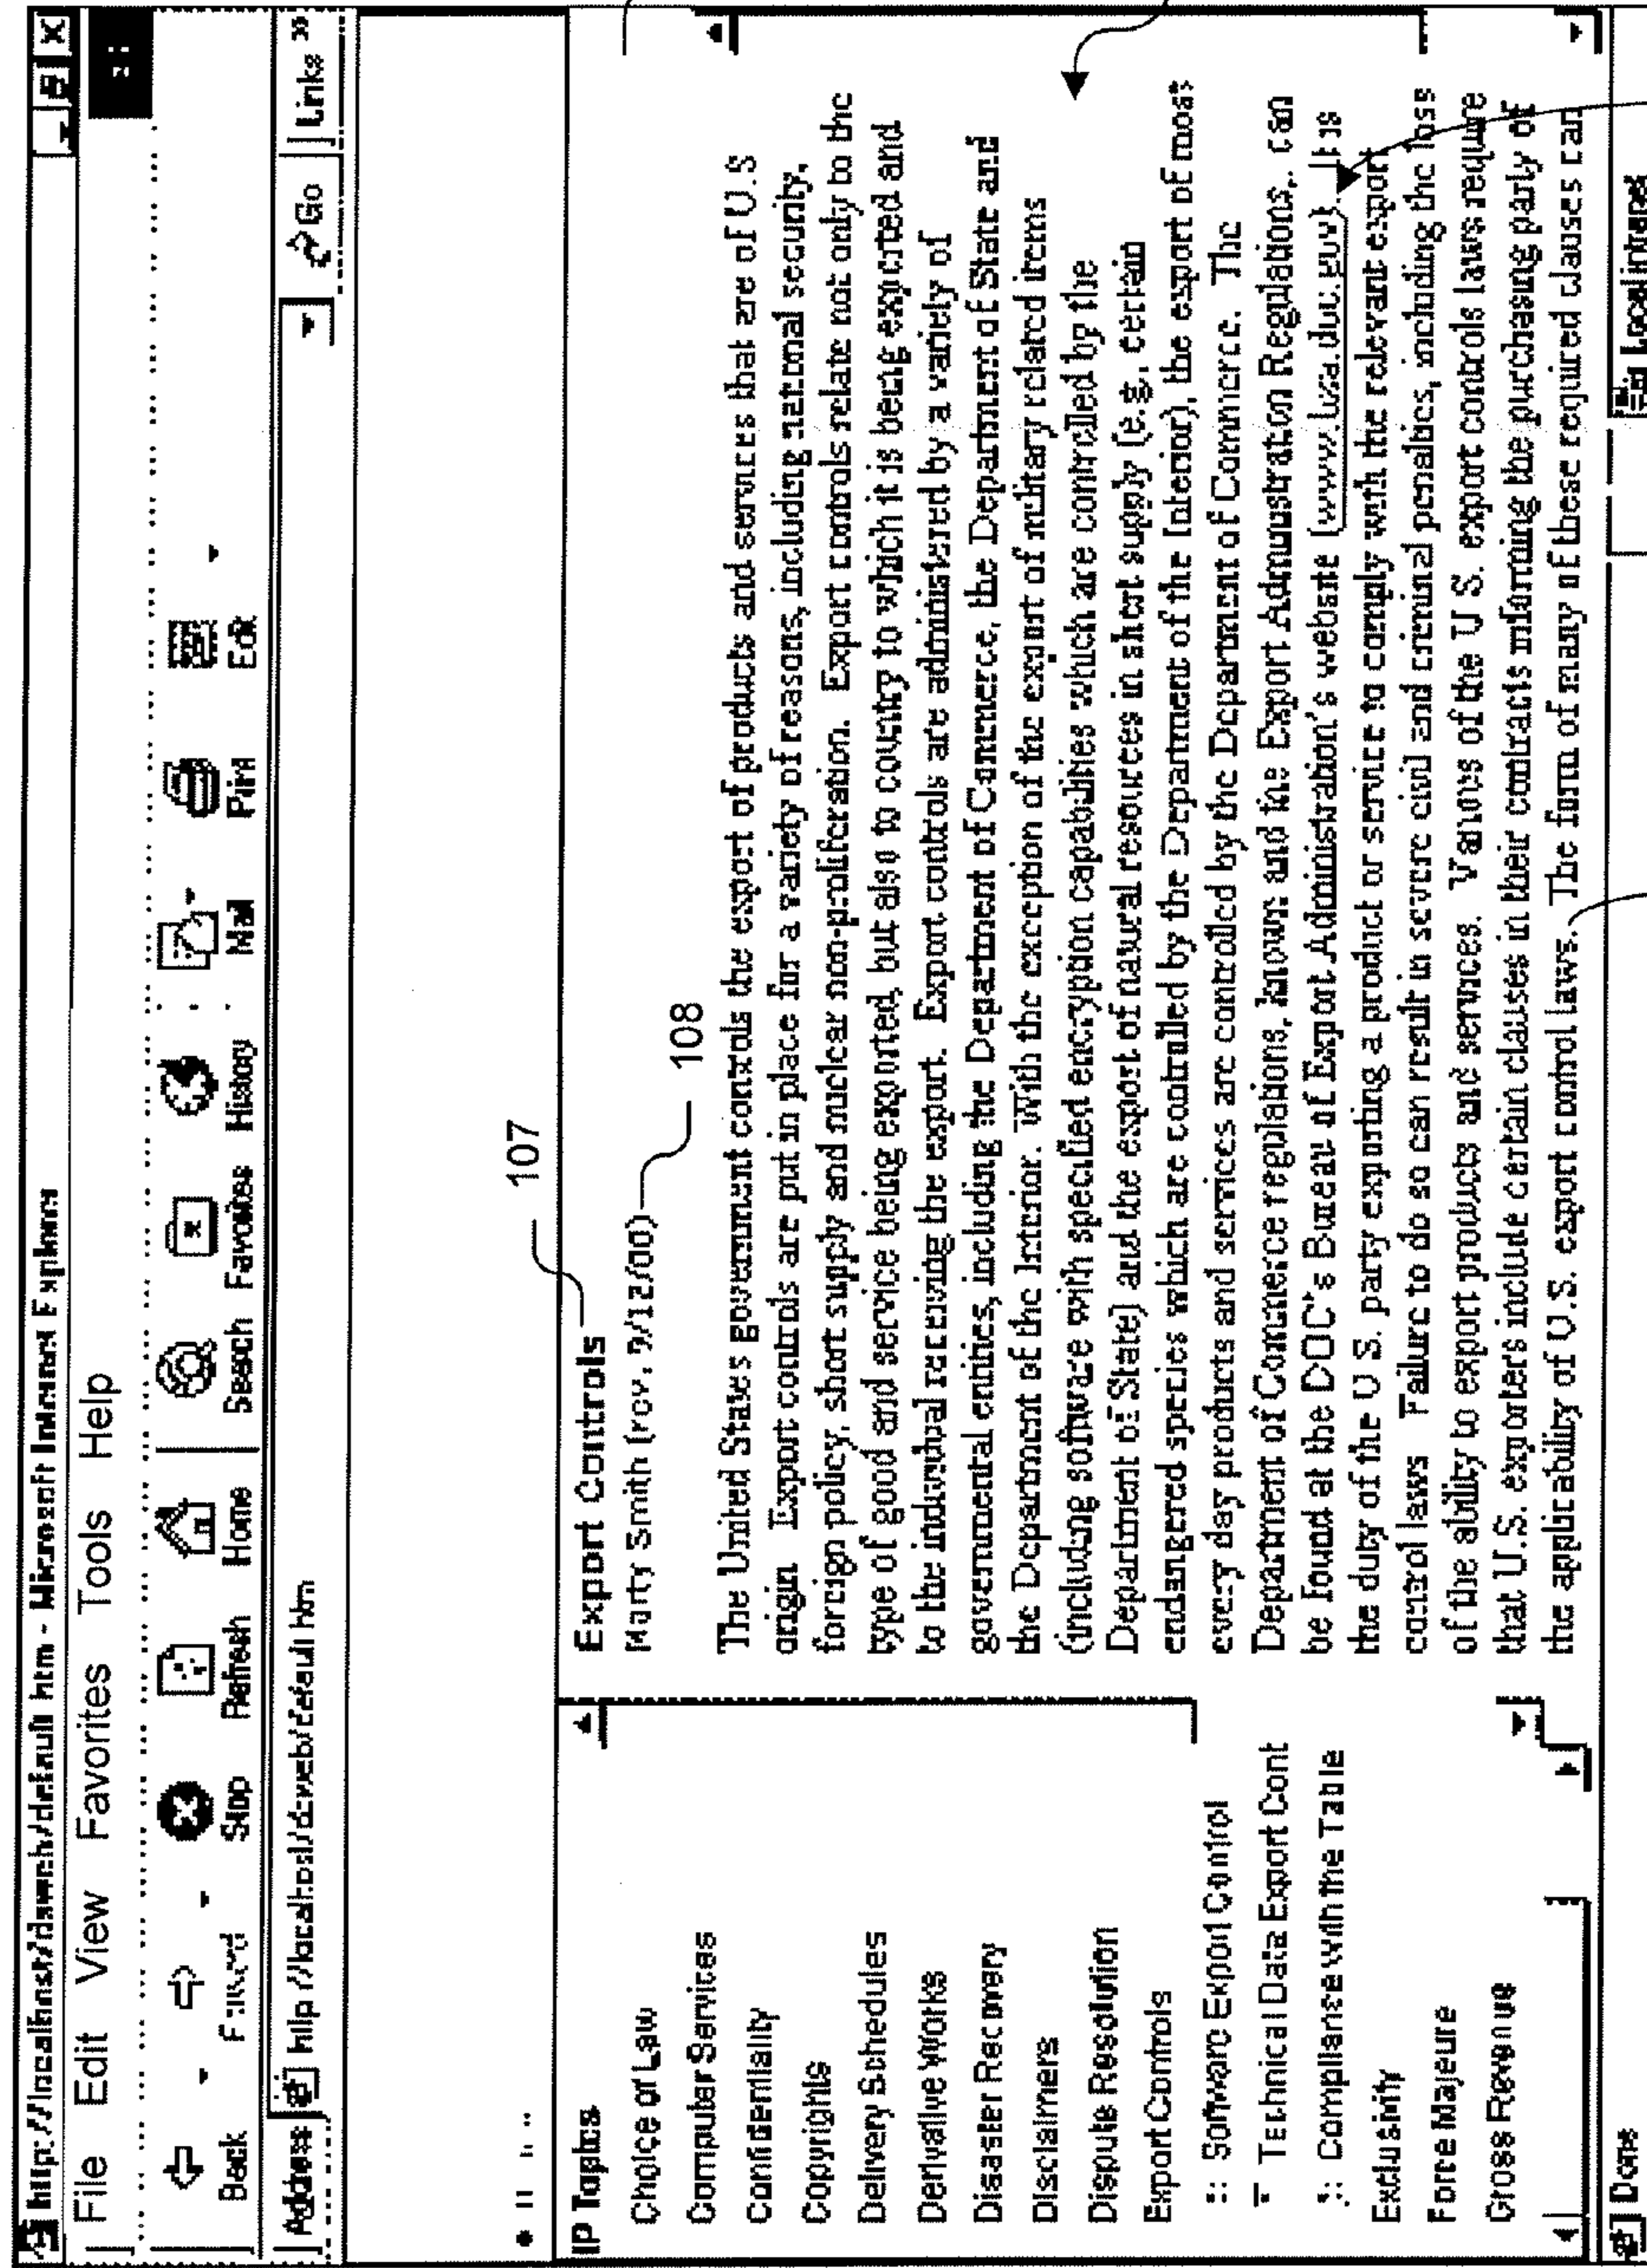 http://localhost/daweb/default htm - Microsoft Internet Explorer
File Edit View Favorites Tools Help
Back Forward Stop Refresh Home Search Favorites History Mail Print Edit
Address http //localhost/daweb/default htm Go Links »
107
IP Topics
Choice of Law
Computer Services
Confidentiality
Copyrights
Delivery Schedules
Derivative Works
Disaster Recovery
Disclaimers
Dispute Resolution
Export Controls
Software Export Control
Technical Data Export Cont
Compliance with the Table
Exclusivity
Force Majeure
Gross Revenue
Export Controls
Marty Smith (rev. 9/12/00) 108
The United States government controls the export of products and services that are of U.S
origin Export controls are put in place for a variety of reasons, including national security,
foreign policy, short supply and nuclear non-proliferation. Export controls relate not only to the
type of good and service being exported, but also to country to which it is being exported and
to the individual receiving the export. Export controls are administered by a variety of
governmental entities, including the Department of Commerce, the Department of State and
the Department of the Interior. With the exception of the export of military related items
(including software with specified encryption capabilities which are controlled by the
Department of State) and the export of natural resources in short supply (e.g. certain
endangered species which are controlled by the Department of the Interior), the export of most
every day products and services are controlled by the Department of Commerce. The
Department of Commerce regulations, known and the Export Administration Regulations, can
be found at the DOC's Bureau of Export Administration's website It is
the duty of the U S. party exporting a product or service to comply with the relevant export
control laws Failure to do so can result in severe civil and criminal penalties, including the loss
of the ability to export products and services. Various of the U S. export controls laws require
that U.S. exporters include certain clauses in their contracts informing the purchasing party of
the applicability of U.S. export control laws. The form of many of these required clauses can
Done Local intranet